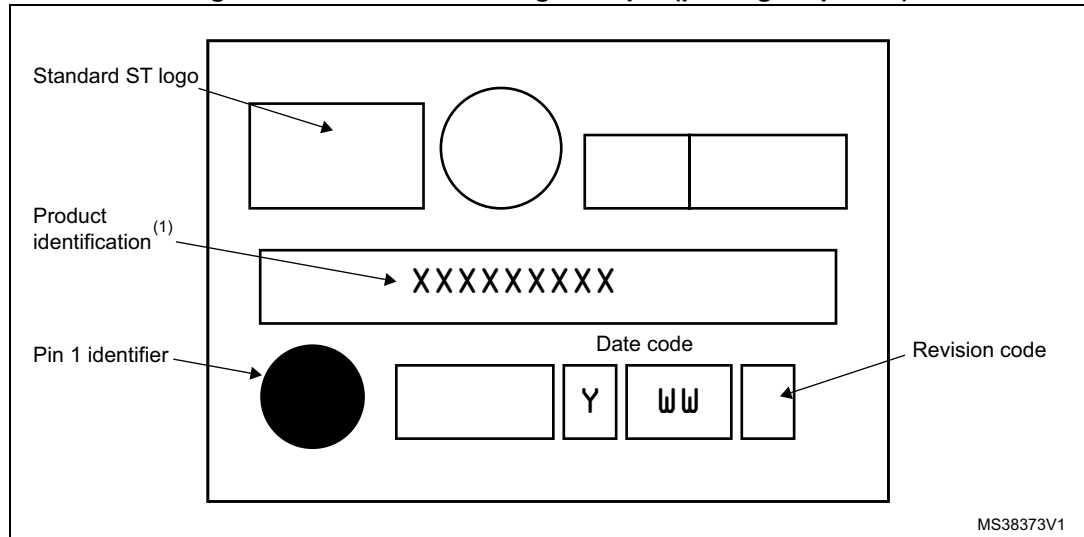 Standard ST logo
Product
identification (1)
XXXXXXXXX
Date code
Pin 1 identifier
Revision code
Y
WW
MS38373V1